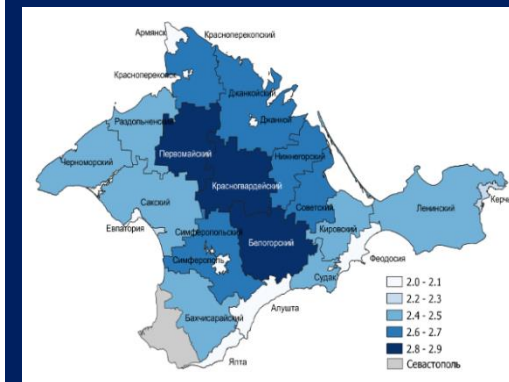 Армянск
Красноперекопский
Красноперекопск
Джанкойский
Раздольненский
Джанкой
Первомайский
Нижнегорский
Черноморский
Красногвардейский
Сакский
Советский
Ленинский
Керчь
Евпатория
Симферопольский
Кировский
Белогорский
Симферополь
Феодосия
Судак
Бахчисарайский
Алушта
Ялта
2.0 - 2.1
2.2 - 2.3
2.4 - 2.5
2.6 - 2.7
2.8 - 2.9
Севастополь